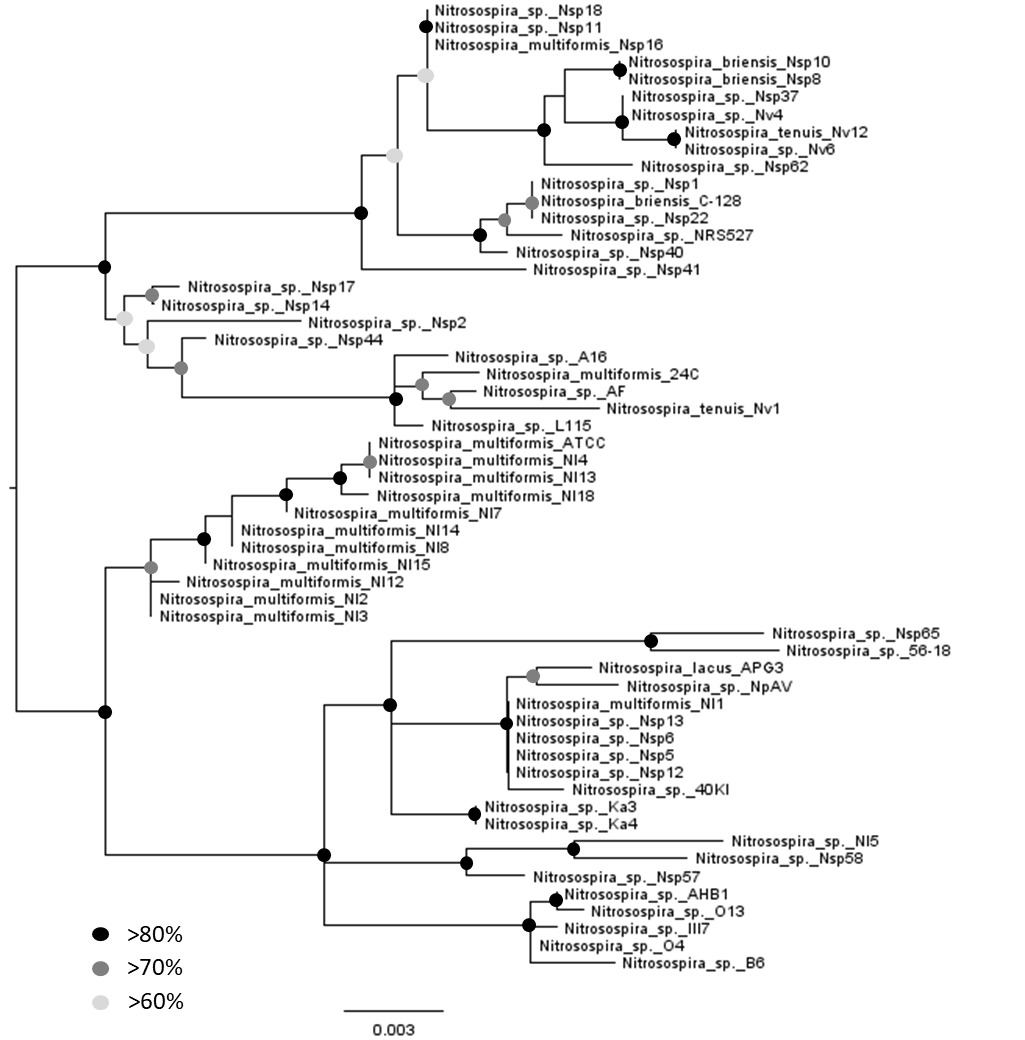 Nitrosospira_sp._Nsp18
Nitrosospira_sp._Nsp11
Nitrosospira_multiformis_Nsp16
Nitrosospira_briensis_Nsp10
Nitrosospira_briensis_Nsp8
Nitrosospira_sp._Nsp37
Nitrosospira_sp._Nv4
Nitrosospira_tenuis_Nv12
Nitrosospira_sp._Nv6
Nitrosospira_sp._Nsp62
Nitrosospira_sp._Nsp1
Nitrosospira_briensis_C-128
Nitrosospira_sp._Nsp22
Nitrosospira_sp._NRS527
Nitrosospira_sp._Nsp40
Nitrosospira_sp._Nsp41
Nitrosospira_sp._Nsp17
Nitrosospira_sp._Nsp14
Nitrosospira_sp._Nsp2
Nitrosospira_sp._Nsp44
Nitrosospira_sp._A16
Nitrosospira_multiformis_24C
Nitrosospira_sp._AF
Nitrosospira_tenuis_Nv1
Nitrosospira_sp._L115
Nitrosospira_multiformis_ATCC
Nitrosospira_multiformis_NI4
Nitrosospira_multiformis_NI13
Nitrosospira_multiformis_NI18
Nitrosospira_multiformis_NI7
Nitrosospira_multiformis_NI14
Nitrosospira_multiformis_NI8
Nitrosospira_multiformis_NI15
Nitrosospira_multiformis_NI12
Nitrosospira_multiformis_NI2
Nitrosospira_multiformis_NI3
Nitrosospira_sp._Nsp65
Nitrosospira_sp._56-18
Nitrosospira_lacus_APG3
Nitrosospira_sp._NpAV
Nitrosospira_multiformis_NI1
Nitrosospira_sp._Nsp13
Nitrosospira_sp._Nsp6
Nitrosospira_sp._Nsp5
Nitrosospira_sp._Nsp12
Nitrosospira_sp._40KI
Nitrosospira_sp._Ka3
Nitrosospira_sp._Ka4
Nitrosospira_sp._NI5
Nitrosospira_sp._Nsp58
Nitrosospira_sp._Nsp57
Nitrosospira_sp._AHB1
Nitrosospira_sp._O13
Nitrosospira_sp._III7
Nitrosospira_sp._O4
Nitrosospira_sp._B6
>80%
>70%
>60%
0.003